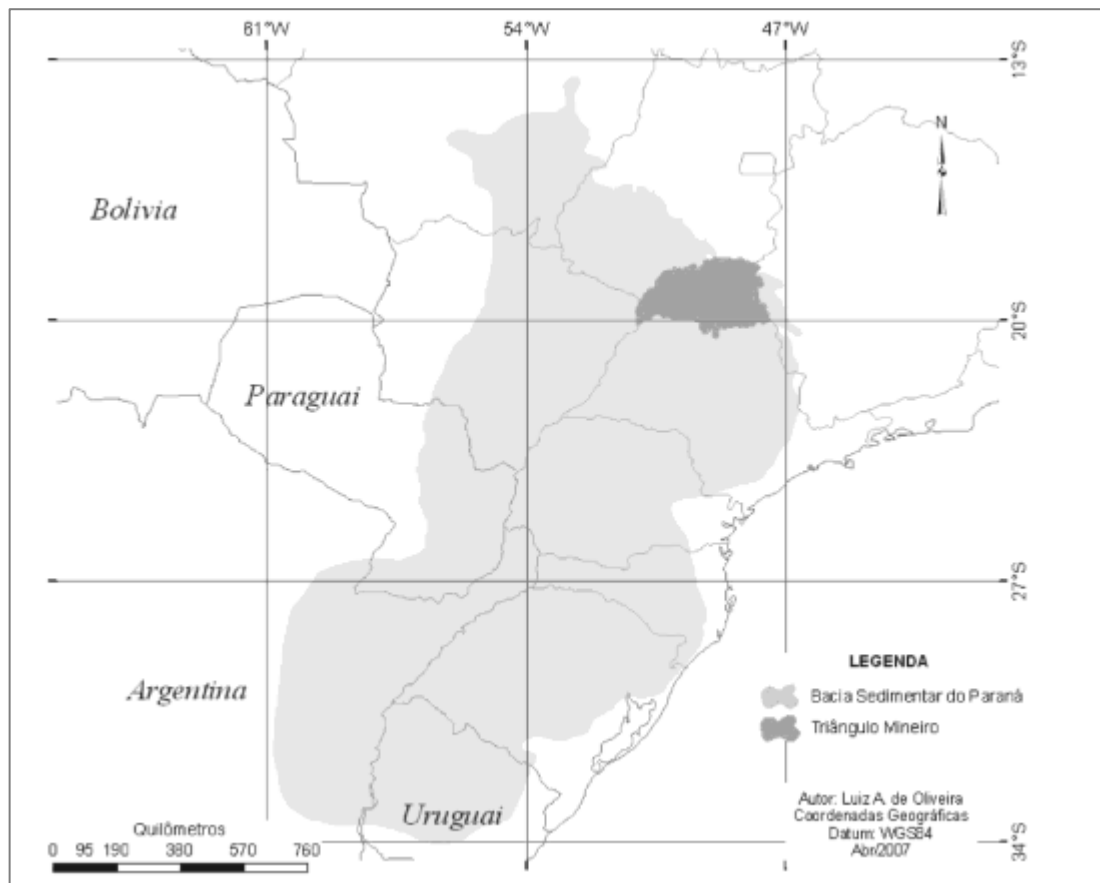 61°W 54°W 47°W
13°S
N
Bolivia
20°S
Paraguai
27°S
LEGENDA
Argentina
Bacia Sedimentar do Paraná
Triângulo Mineiro
Uruguai
Autor: Luiz A. de Oliveira
Coordenadas Geográficas
Datum: WGS84
Abr/2007
Quilômetros
0 95 190 380 570 760
34°S